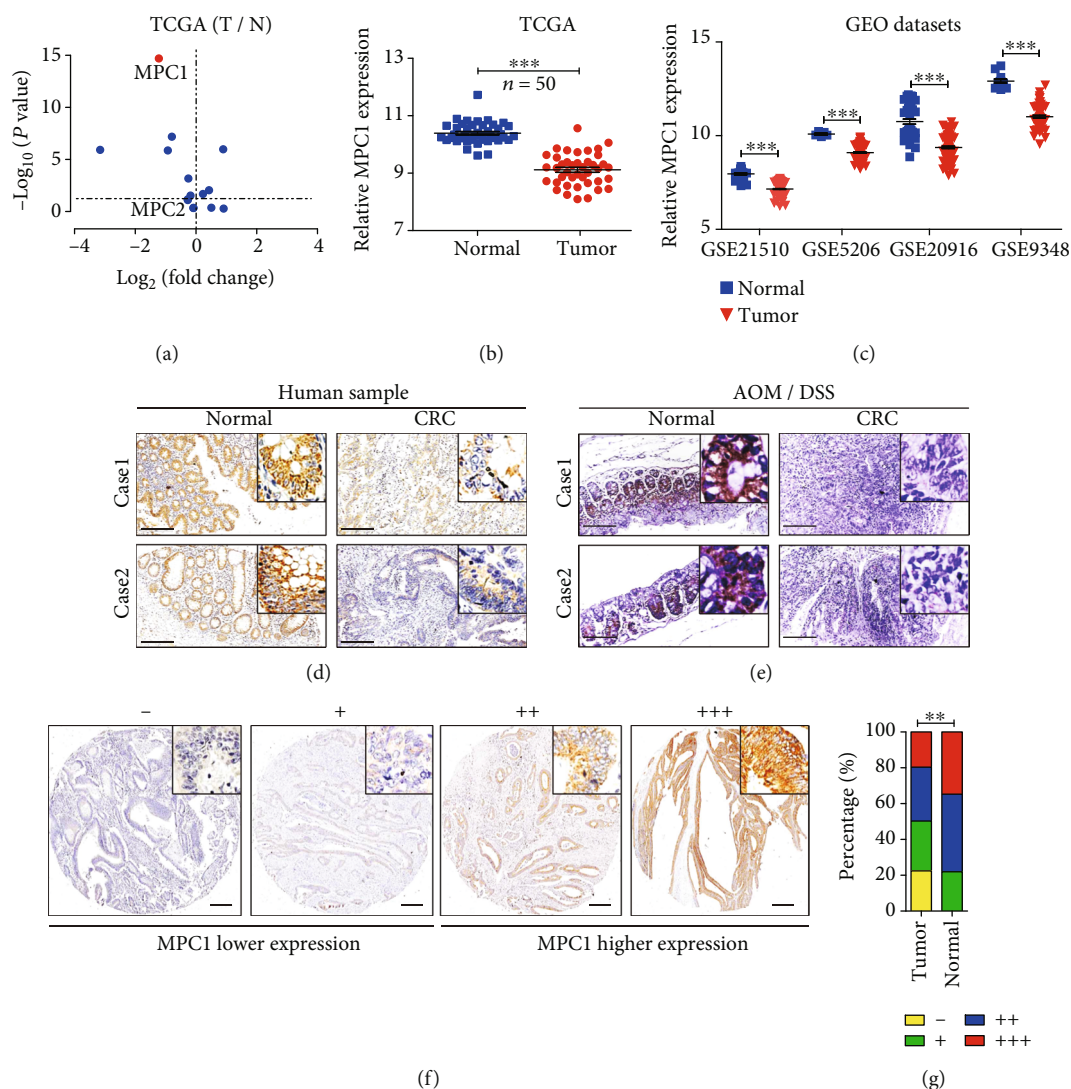 TCGA (T / N)
15
10
5
0
−Log10 (P value)
MPC1
MPC2
−4
−2
0
2
4
Log2 (fold change)
(a)
TCGA
13
11
9
7
Relative MPC1 expression
***
n = 50
Normal
Tumor
(b)
GEO datasets
15
10
5
Relative MPC1 expression
***
***
***
***
GSE21510
GSE5206
GSE20916
GSE9348
Normal
Tumor
(c)
Human sample
Normal
CRC
Case1
Case2
(d)
AOM / DSS
Normal
CRC
Case1
Case2
(e)
−
+
++
+++
MPC1 lower expression
MPC1 higher expression
(f)
**
100
80
60
40
20
0
Percentage (%)
Tumor
Normal
−
++
+
+++
(g)